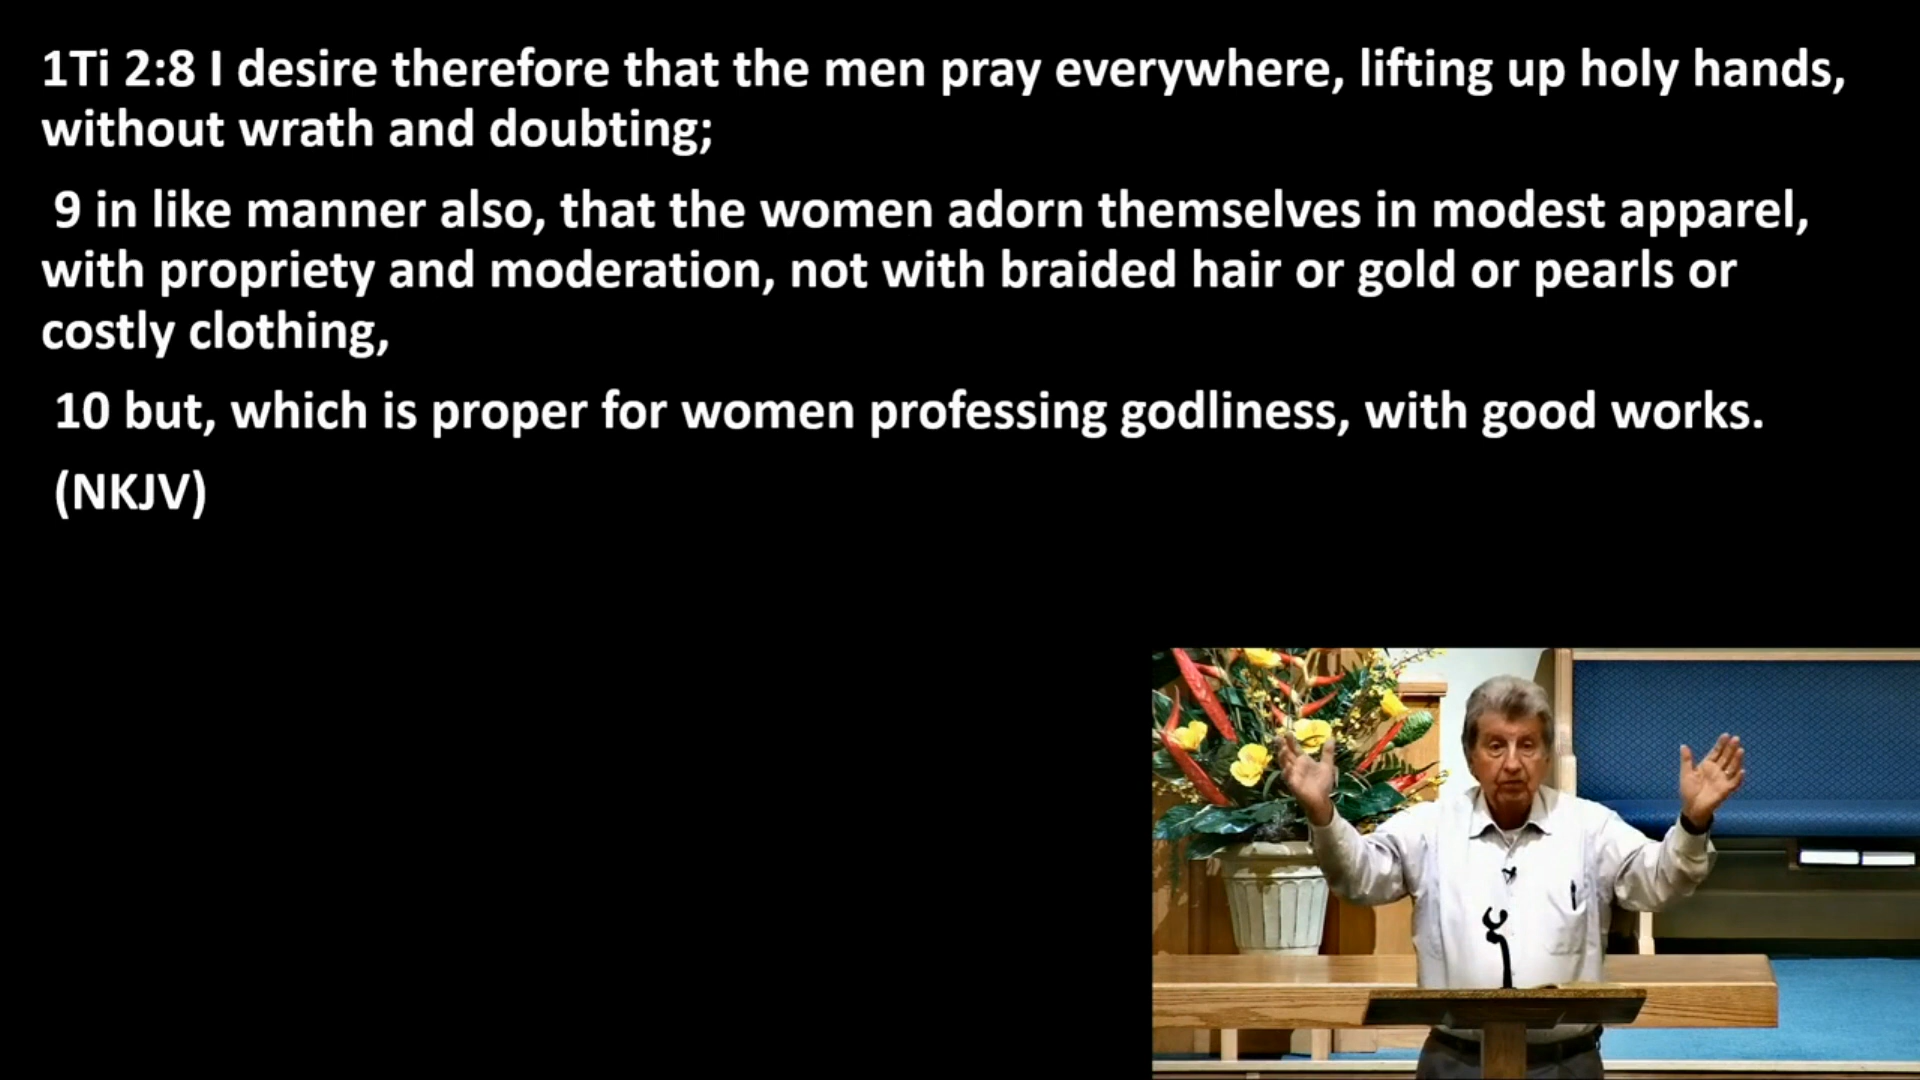 1Ti 2:8 I desire therefore that the men pray everywhere, lifting up holy hands,
without wrath and doubting;
9 in like manner also, that the women adorn themselves in modest apparel,
with propriety and moderation, not with braided hair or gold or pearls or
costly clothing,
10 but, which is proper for women professing godliness, with good works.
(NKJV)